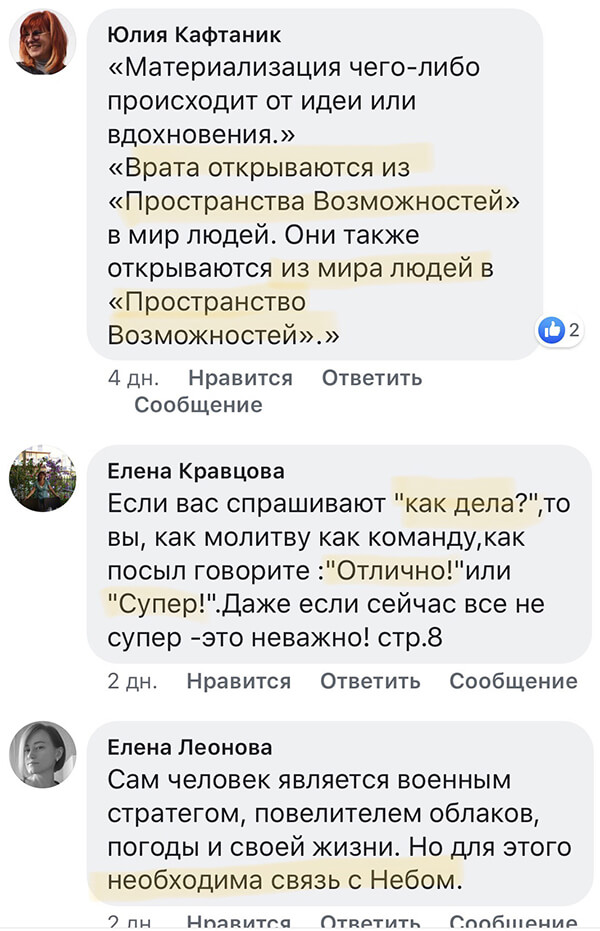 Юлия Кафтаник
«Материализация чего-либо
происходит от идеи или
вдохновения.»
«Врата открываются из
«Пространства Возможностей»
в мир людей. Они также
открываются из мира людей в
«Пространство
Возможностей».»
2
4 дн. Нравится Ответить
Сообщение
Елена Кравцова
Если вас спрашивают "как дела?",то
вы, как молитву как команду,как
посыл говорите :"Отлично!"или
"Супер!".Даже если сейчас все не
супер -это неважно! стр.8
2 дн. Нравится Ответить Сообщение
Елена Леонова
Сам человек является военным
стратегом, повелителем облаков,
погоды и своей жизни. Но для этого
необходима связь с Небом.
2 дн. Нравится Ответить Сообщение